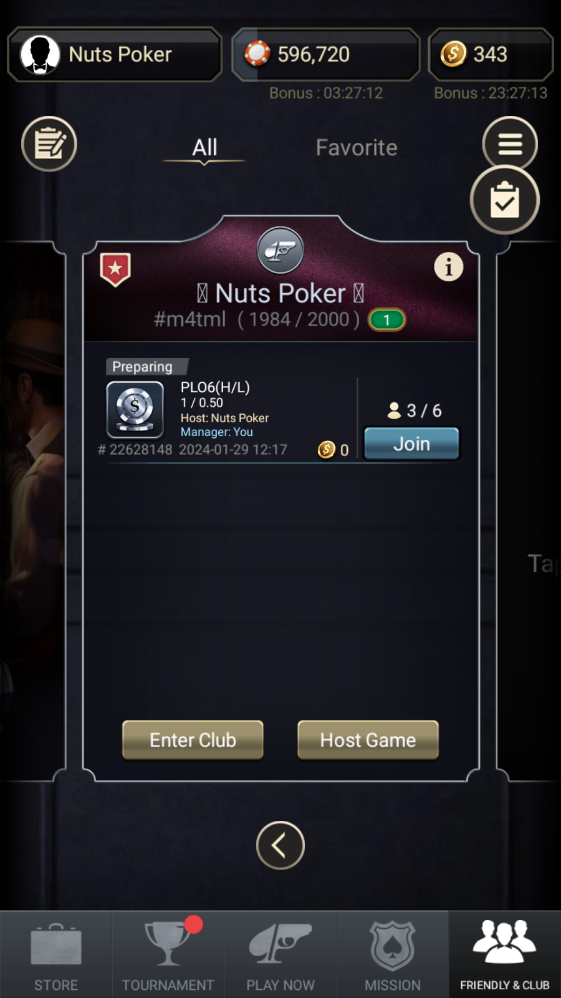 Nuts Poker
596,720
343
Bonus : 03:27:12
Bonus : 23:27:13
All
Favorite
Nuts Poker
#m4tml ( 1984 / 2000 ) 1
Preparing
PLO6(H/L)
1 / 0.50
Host: Nuts Poker
Manager: You
# 22628148 2024-01-29 12:17
0
3 / 6
Join
Enter Club
Host Game
STORE
TOURNAMENT
PLAY NOW
MISSION
FRIENDLY & CLUB